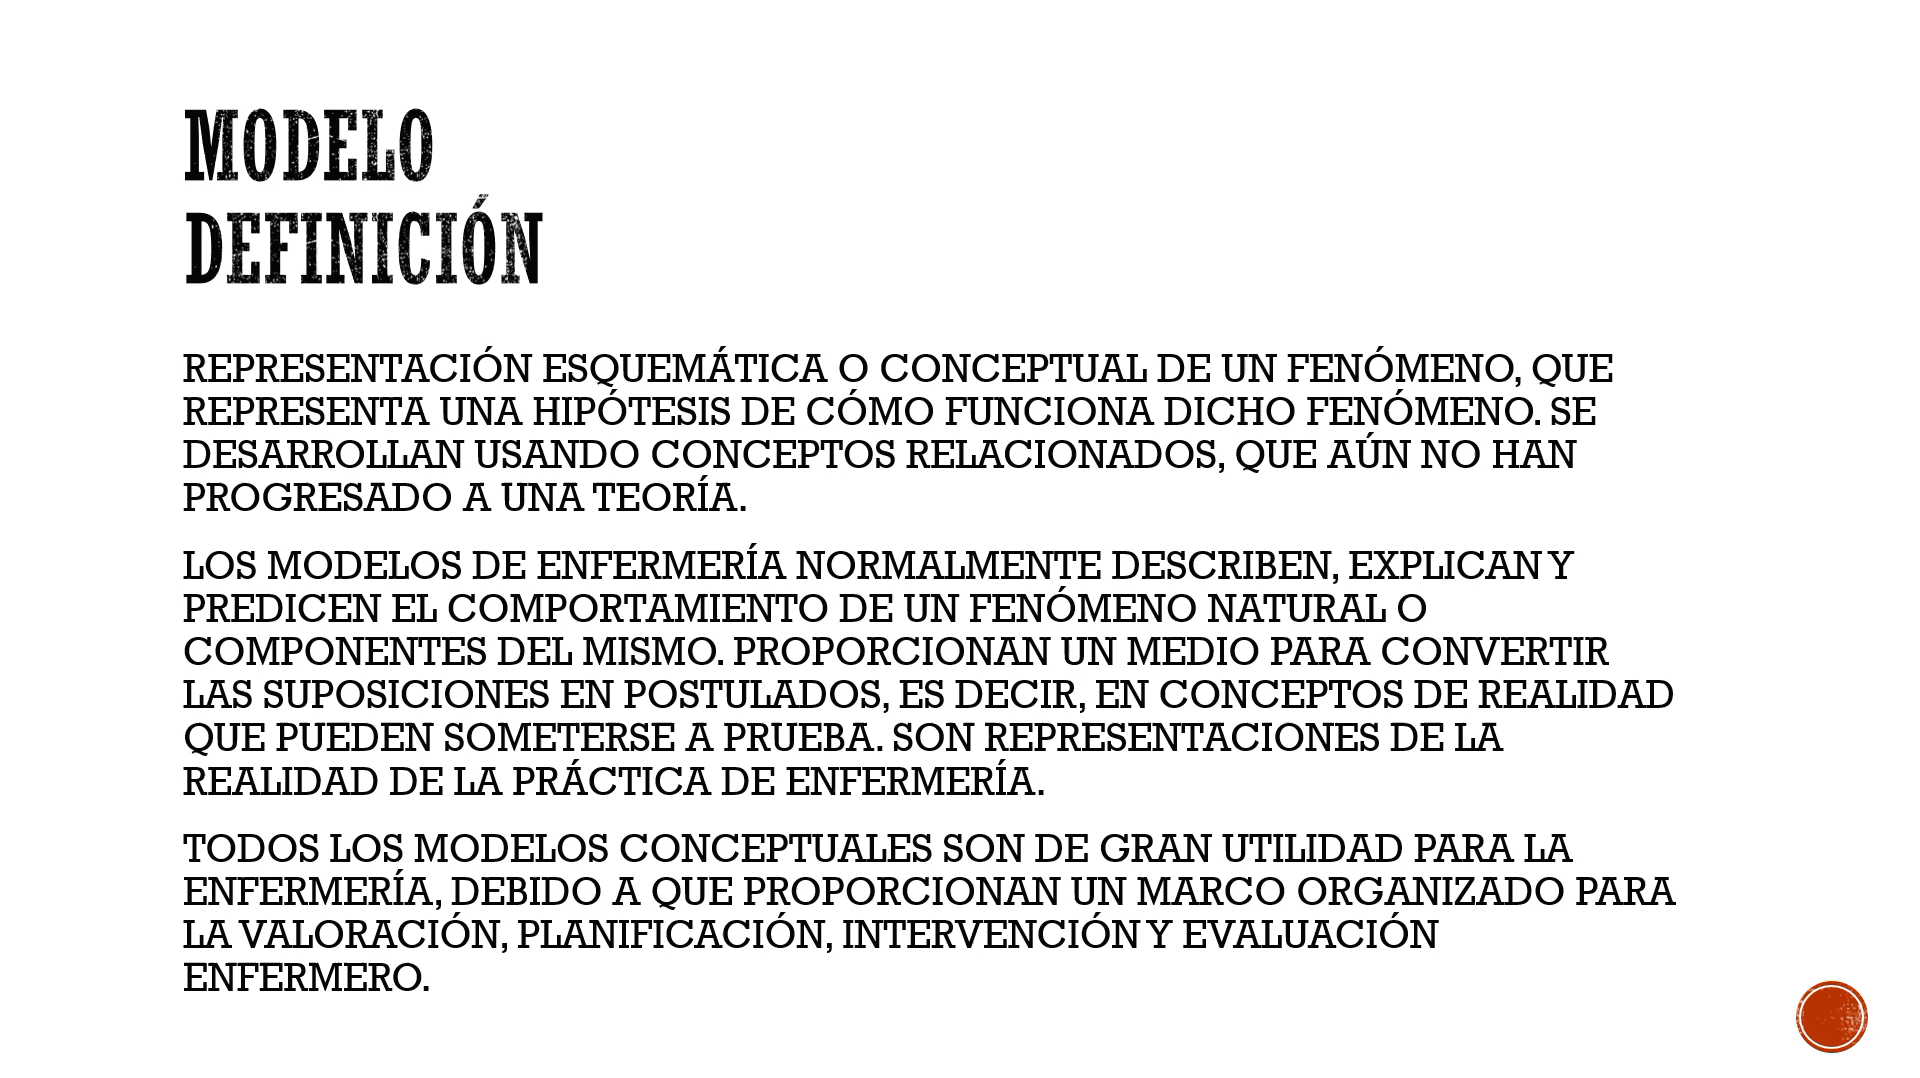 MODELO
DEFINICIÓN
REPRESENTACIÓN ESQUEMÁTICA O CONCEPTUAL DE UN FENÓMENO, QUE
REPRESENTA UNA HIPÓTESIS DE CÓMO FUNCIONA DICHO FENÓMENO. SE
DESARROLLAN USANDO CONCEPTOS RELACIONADOS, QUE AÚN NO HAN
PROGRESADO A UNA TEORÍA.
LOS MODELOS DE ENFERMERÍA NORMALMENTE DESCRIBEN, EXPLICAN Y
PREDICEN EL COMPORTAMIENTO DE UN FENÓMENO NATURAL O
COMPONENTES DEL MISMO. PROPORCIONAN UN MEDIO PARA CONVERTIR
LAS SUPOSICIONES EN POSTULADOS, ES DECIR, EN CONCEPTOS DE REALIDAD
QUE PUEDEN SOMETERSE A PRUEBA. SON REPRESENTACIONES DE LA
REALIDAD DE LA PRÁCTICA DE ENFERMERÍA.
TODOS LOS MODELOS CONCEPTUALES SON DE GRAN UTILIDAD PARA LA
ENFERMERÍA, DEBIDO A QUE PROPORCIONAN UN MARCO ORGANIZADO PARA
LA VALORACIÓN, PLANIFICACIÓN, INTERVENCIÓN Y EVALUACIÓN
ENFERMERO.